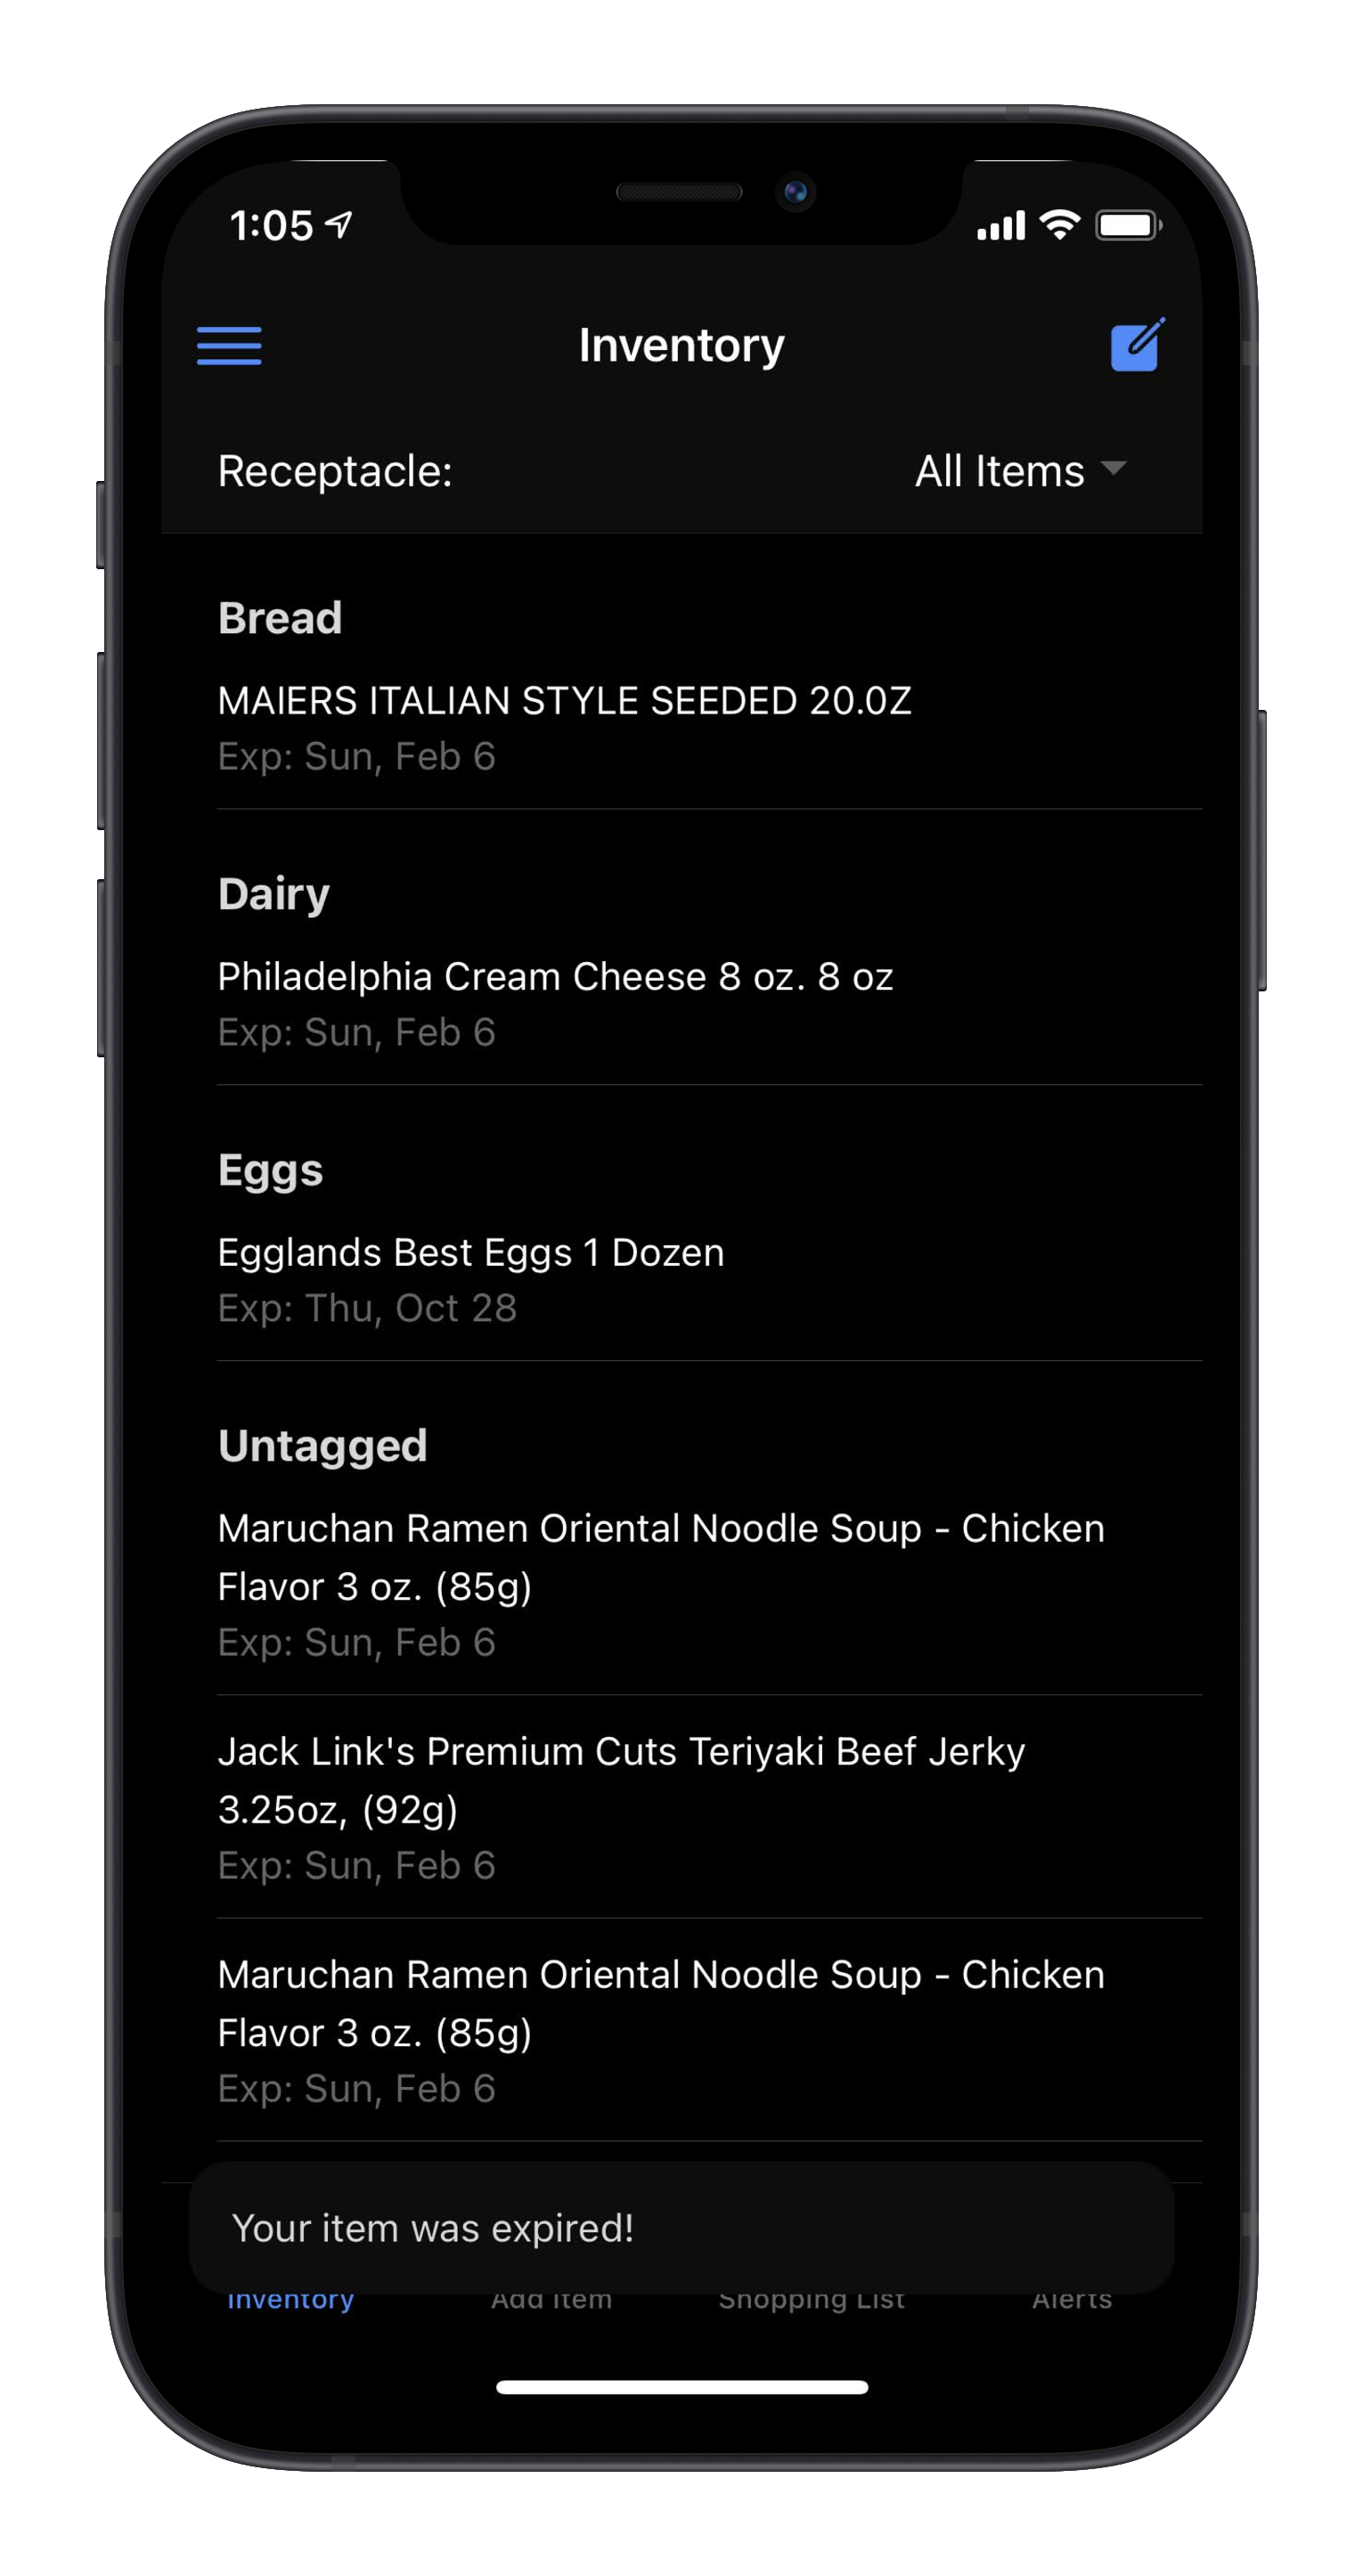 1:05
Inventory
Receptacle: All Items
Bread
MAIERS ITALIAN STYLE SEEDED 20.0Z
Exp: Sun, Feb 6
Dairy
Philadelphia Cream Cheese 8 oz. 8 oz
Exp: Sun, Feb 6
Eggs
Egglands Best Eggs 1 Dozen
Exp: Thu, Oct 28
Untagged
Maruchan Ramen Oriental Noodle Soup - Chicken
Flavor 3 oz. (85g)
Exp: Sun, Feb 6
Jack Link's Premium Cuts Teriyaki Beef Jerky
3.25oz, (92g)
Exp: Sun, Feb 6
Maruchan Ramen Oriental Noodle Soup - Chicken
Flavor 3 oz. (85g)
Exp: Sun, Feb 6
Your item was expired!
Inventory Add Item Shopping List Alerts